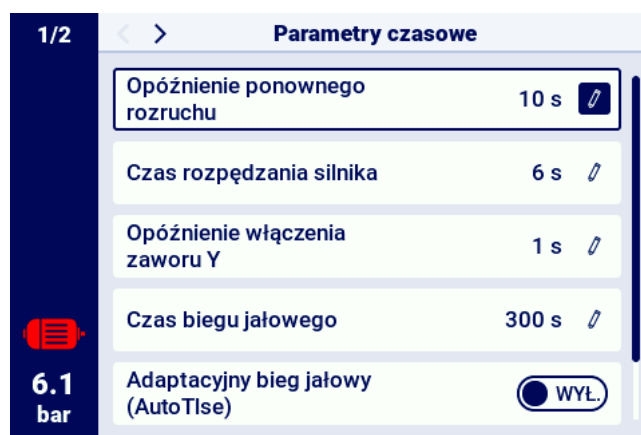 1/2
Parametry czasowe
Opóźnienie ponownego
rozruchu
10 s
Czas rozpędzania silnika
6 s
Opóźnienie włączenia
zaworu Y
1 s
Czas biegu jałowego
300 s
Adaptacyjny bieg jałowy
(AutoTlse)
WYŁ.
6.1
bar